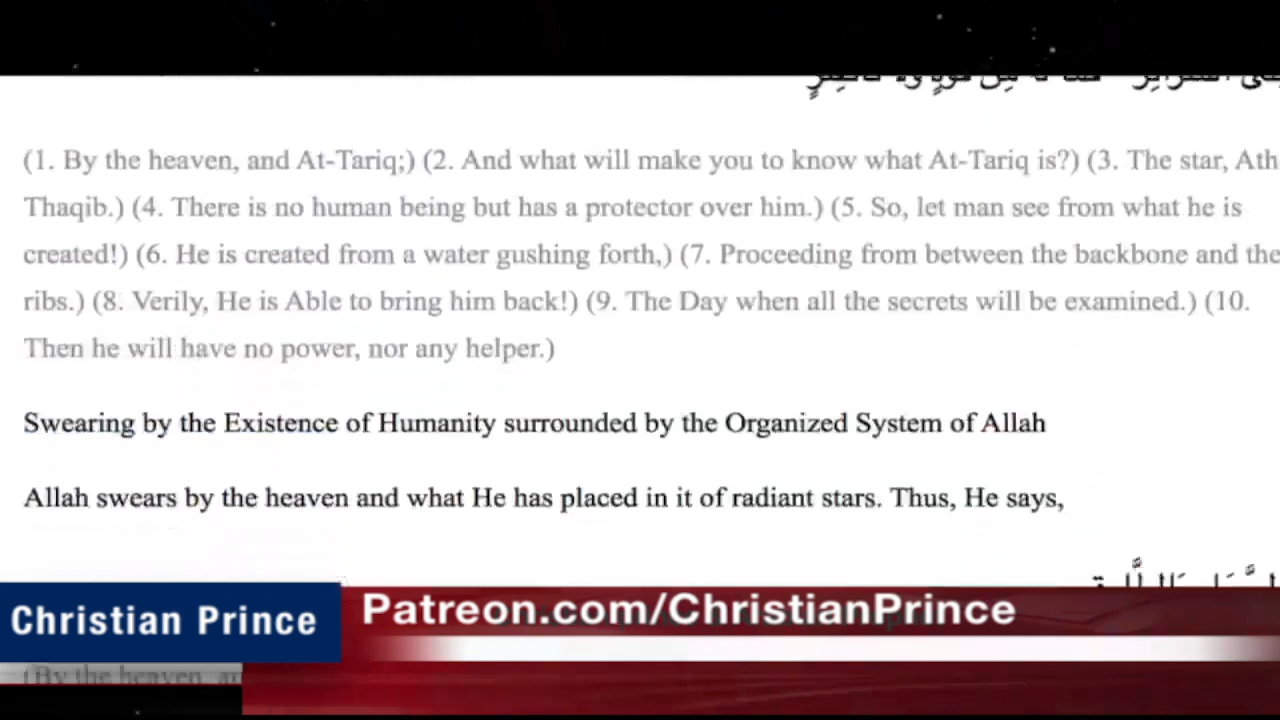 (1. By the heaven, and At-Tariq;) (2. And what will make you to know what At-Tariq is?) (3. The star, Ath
Thaqib.) (4. There is no human being but has a protector over him.) (5. So, let man see from what he is
created!) (6. He is created from a water gushing forth,) (7. Proceeding from between the backbone and the
ribs.) (8. Verily, He is Able to bring him back!) (9. The Day when all the secrets will be examined.) (10.
Then he will have no power, nor any helper.)
Swearing by the Existence of Humanity surrounded by the Organized System of Allah
Allah swears by the heaven and what He has placed in it of radiant stars. Thus, He says,
Christian Prince
Patreon.com/ChristianPrince
(By the heaven,